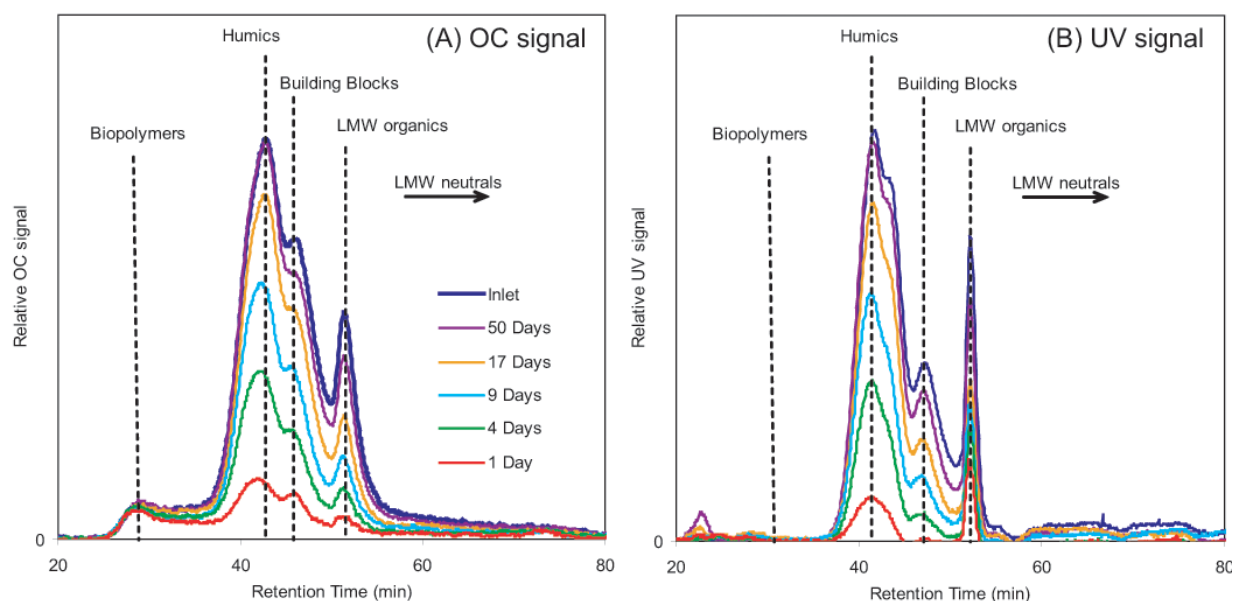 (A) OC signal
Humics
Building Blocks
Biopolymers
LMW organics
LMW neutrals
Relative OC signal
Inlet
50 Days
17 Days
9 Days
4 Days
1 Day
0
20
40
60
80
Retention Time (min)
(B) UV signal
Humics
Building Blocks
Biopolymers
LMW organics
LMW neutrals
Relative UV signal
0
20
40
60
80
Retention Time (min)